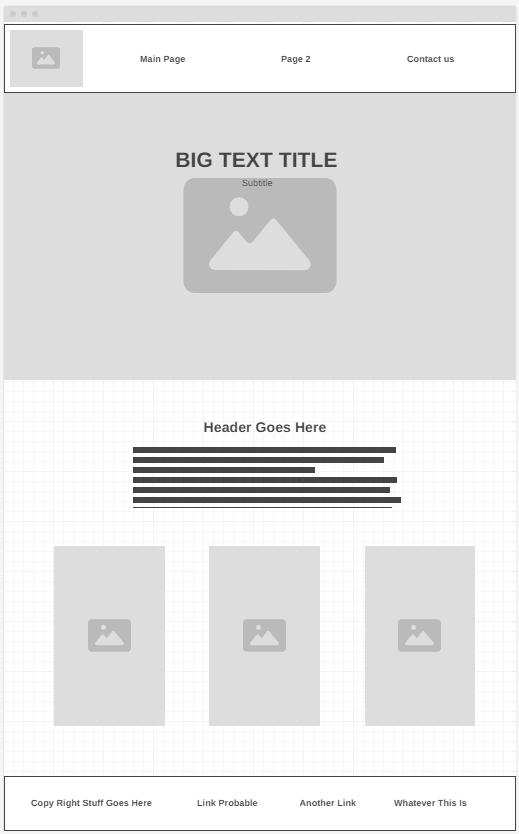 Main Page
Page 2
Contact us
BIG TEXT TITLE
Subtitle
Header Goes Here
Copy Right Stuff Goes Here
Link Probable
Another Link
Whatever This Is